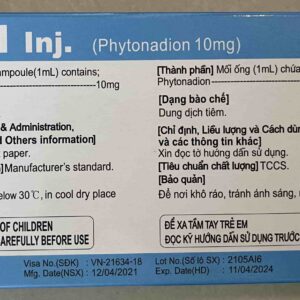 Inj. (Phytonadion 10mg)
ampoule(1mL) contains;
10mg
& Administration,
d Others information]
t paper.
Manufacturer's standard.
elow 30℃, in cool dry place
OF CHILDREN
CAREFULLY BEFORE USE
[Thành phần] Mỗi ống (1mL) chứa
Phytonadion
[Dạng bào chế]
Dung dịch tiêm.
[Chỉ định, Liều lượng và Cách dùn
và các thông tin khác]
Xin đọc tờ hướng dẫn sử dụng.
[Tiêu chuẩn chất lượng] TCCS.
[Bảo quản]
Để nơi khô ráo, tránh ánh sáng,
ĐỂ XA TẦM TAY TRẺ EM
ĐỌC KỸ HƯỚNG DẪN SỬ DỤNG TRƯỚC
Visa No.(SĐK) : VN-21634-18
Mfg. Date(NSX) : 12/04/2021
Lot No.(Số lô SX) : 2105AI6
Exp. Date(HD) : 11/04/2024